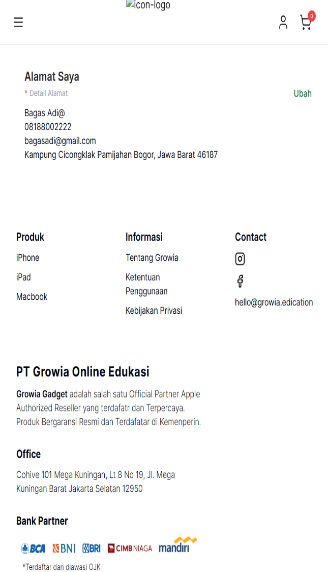 icon-logo
3
Alamat Saya
* Detail Alamat
Ubah
Bagas Adi@
08188002222
bagasadi@gmail.com
Kampung Cicongklak Pamijahan Bogor, Jawa Barat 46187
Produk
iPhone
iPad
Macbook
Informasi
Tentang Growia
Ketentuan
Penggunaan
Kebijakan Privasi
Contact
hello@growia.edication
PT Growia Online Edukasi
Growia Gadget adalah salah satu Official Partner Apple
Authorized Reseller yang terdafatr dan Terpercaya.
Produk Bergaransi Resmi dan Terdafatar di Kemenperin.
Office
Cohive 101 Mega Kuningan, Lt 8 No 19, Jl. Mega
Kuningan Barat Jakarta Selatan 12950
Bank Partner
BCA BNI BRI CIMB NIAGA mandiri
*Terdaftar dan diawasi OJK